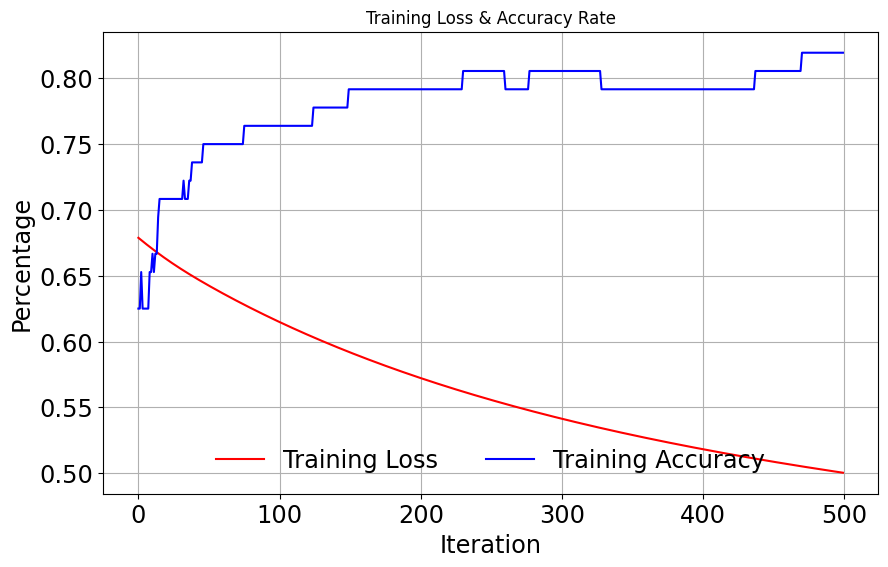 Training Loss & Accuracy Rate
0.80
0.75
0.70
0.65
0.60
0.55
0.50
Percentage
Training Loss
Training Accuracy
0 100 200 300 400 500
Iteration